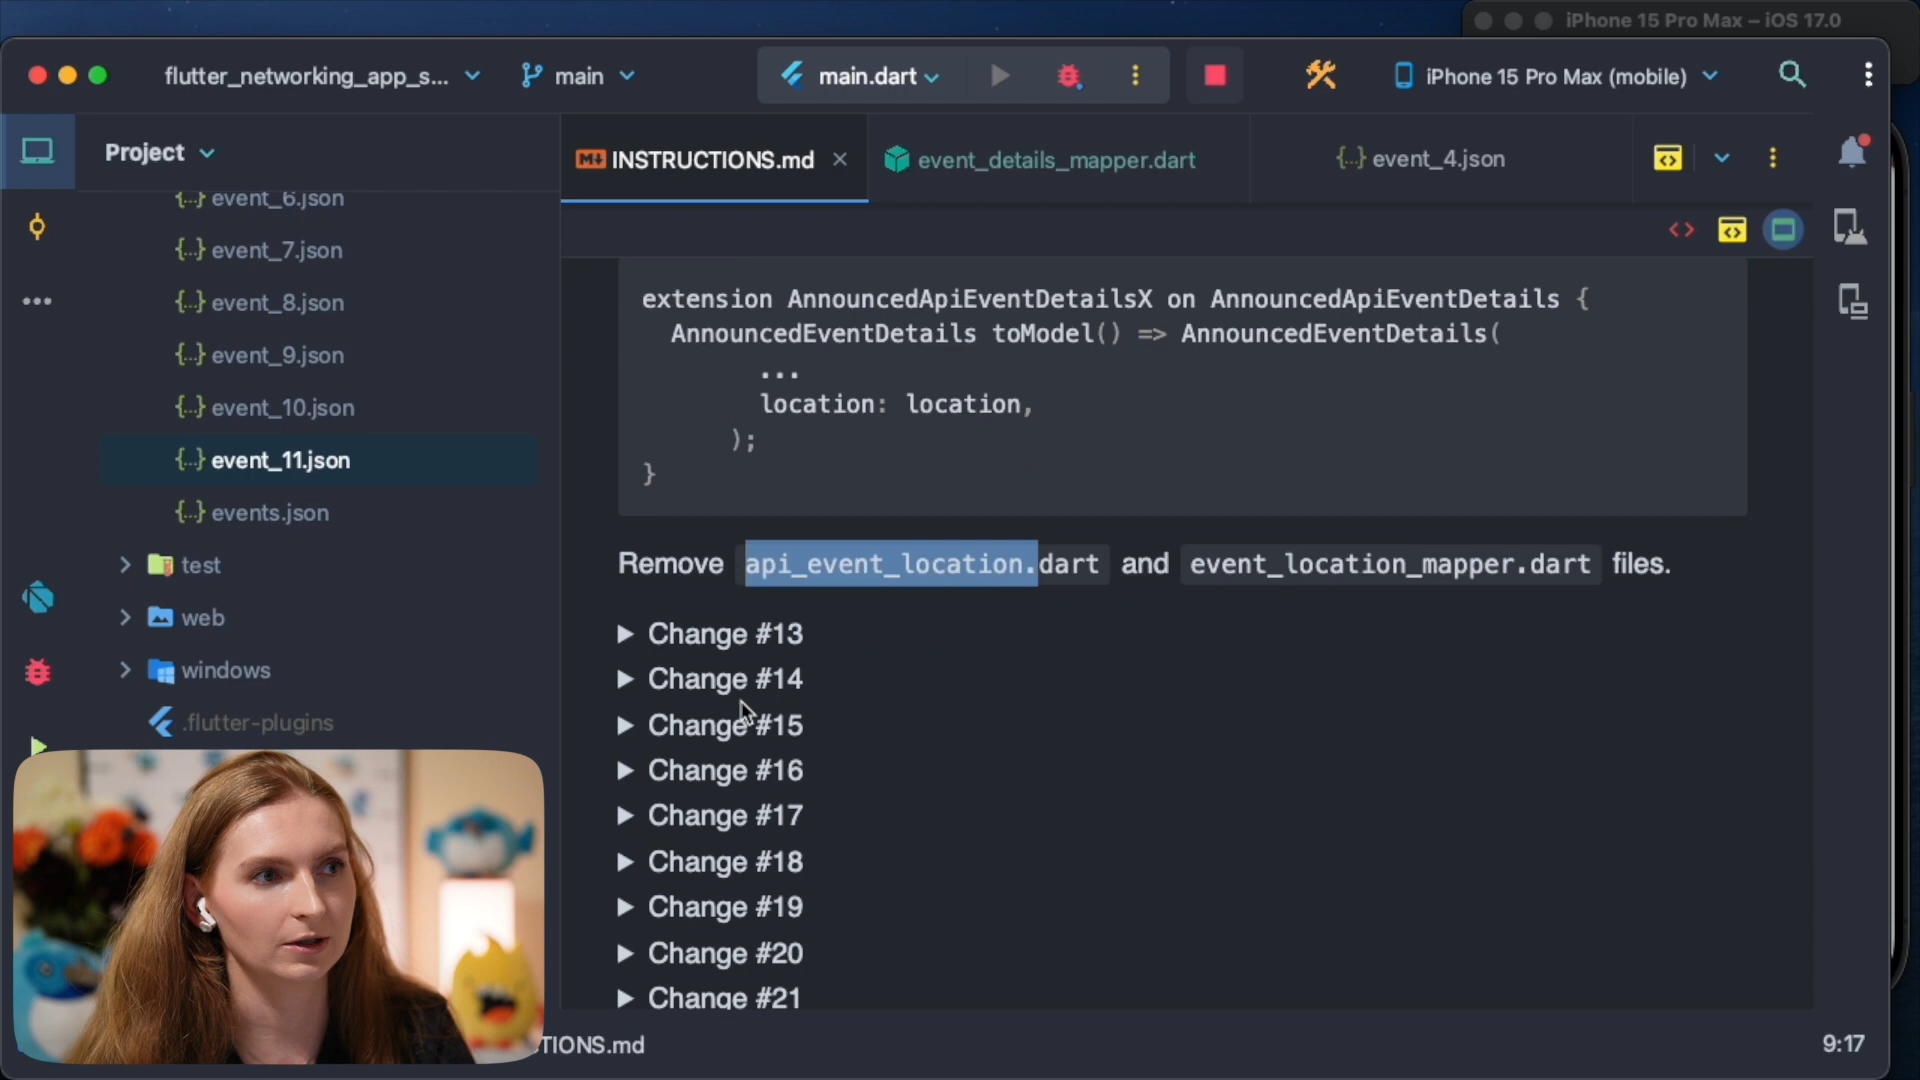 iPhone 15 Pro Max – iOS 17.0
flutter_networking_app_s...
main
main.dart
iPhone 15 Pro Max (mobile)
Project
INSTRUCTIONS.md
event_details_mapper.dart
event_4.json
event_6.json
event_7.json
event_8.json
event_9.json
event_10.json
event_11.json
events.json
test
web
windows
.flutter-plugins
extension AnnouncedApiEventDetailsX on AnnouncedApiEventDetails {
AnnouncedEventDetails toModel() => AnnouncedEventDetails(
...
location: location,
);
}
Remove api_event_location.dart and event_location_mapper.dart files.
Change #13
Change #14
Change #15
Change #16
Change #17
Change #18
Change #19
Change #20
Change #21
TIONS.md
9:17